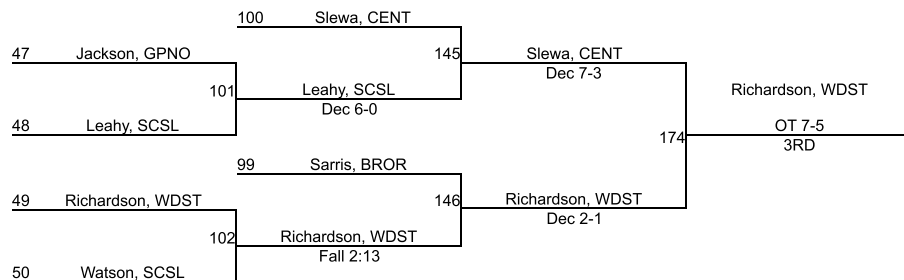 100 Slewa, CENT
47 Jackson, GPNO
145 Slewa, CENT
Dec 7-3
101 Leahy, SCSL
Dec 6-0
Richardson, WDST
48 Leahy, SCSL
174 OT 7-5
3RD
99 Sarris, BROR
49 Richardson, WDST
146 Richardson, WDST
Dec 2-1
102 Richardson, WDST
Fall 2:13
50 Watson, SCSL